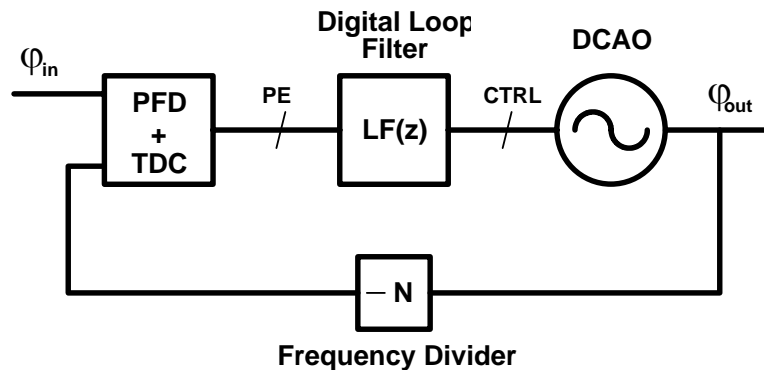 Digital Loop
Filter
DCAO
φin
PFD
+
TDC
PE
LF(z)
CTRL
φout
— N
Frequency Divider